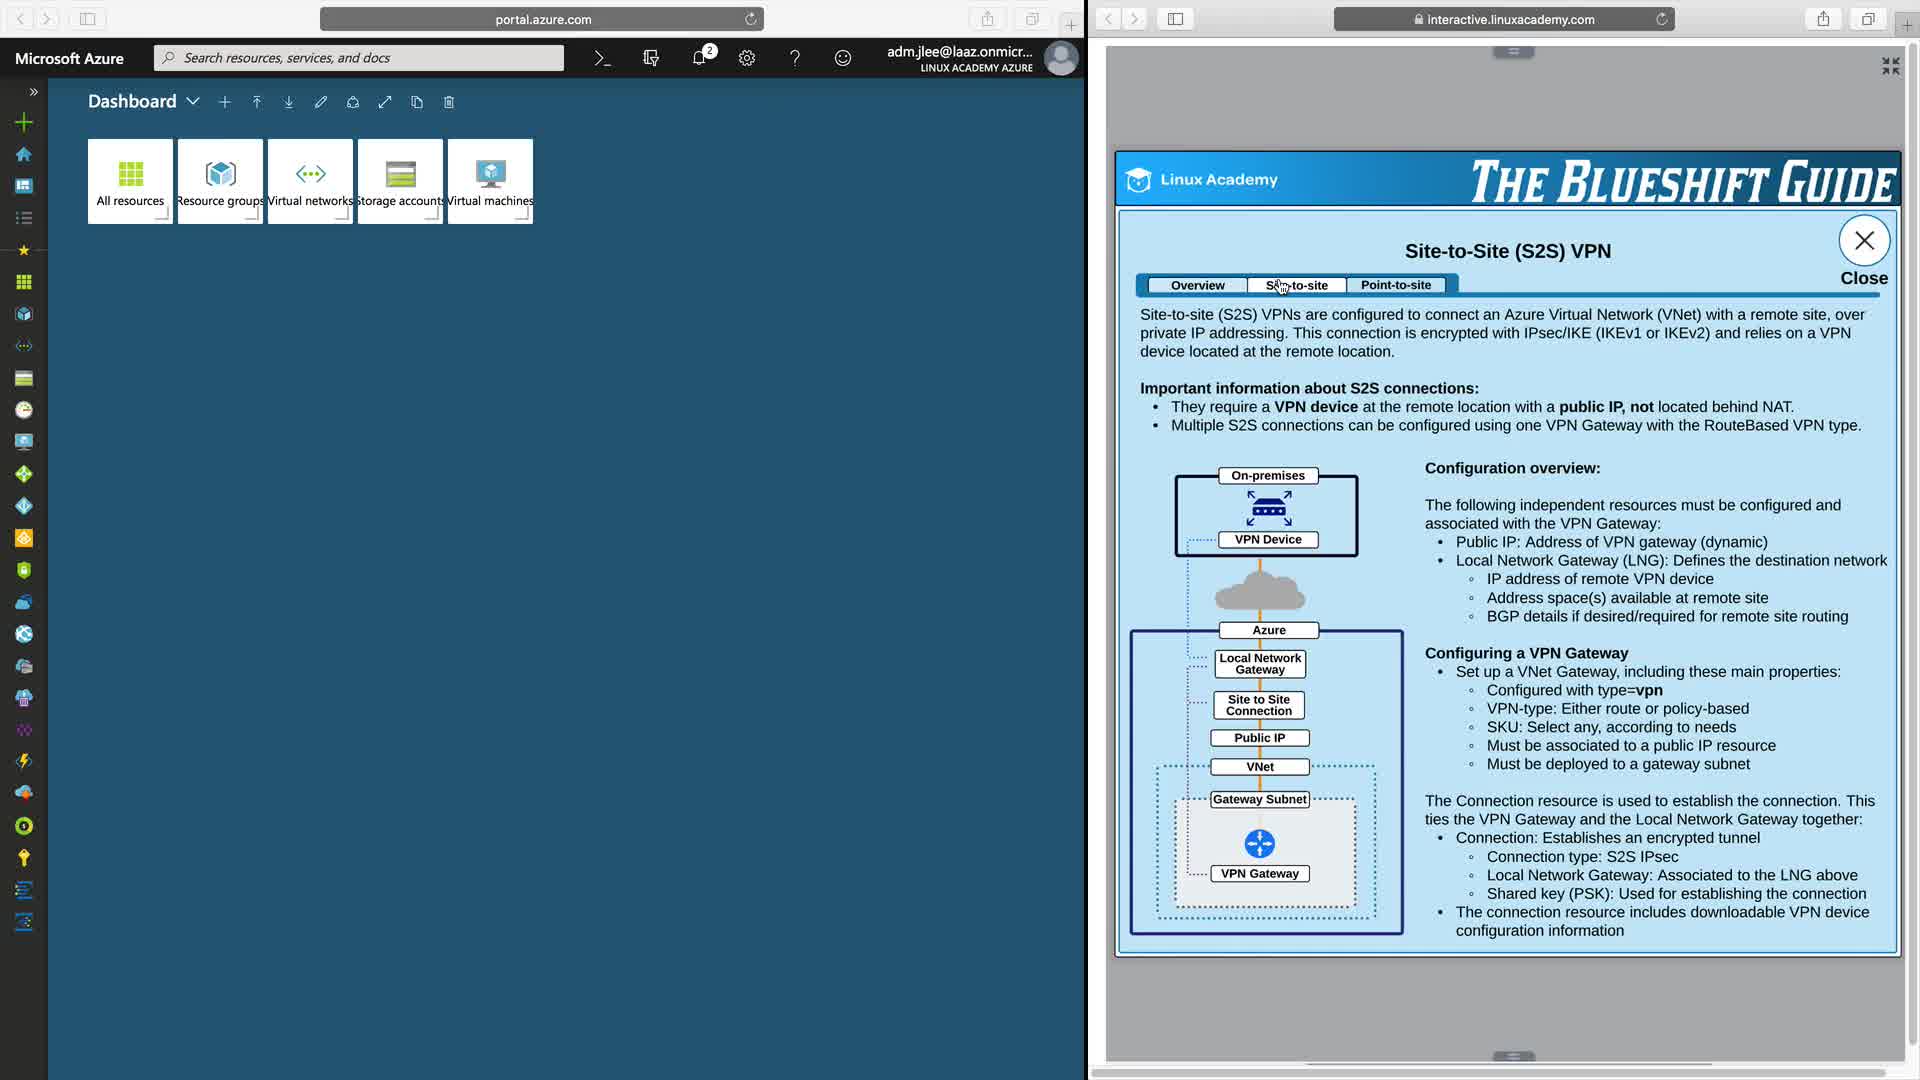 portal.azure.com
Microsoft Azure
Search resources, services, and docs
2
adm.jlee@laaz.onmicr...
LINUX ACADEMY AZURE
Dashboard
All resources
Resource groups
Virtual networks
Storage accounts
Virtual machines
interactive.linuxacademy.com
Linux Academy
THE BLUESHIFT GUIDE
Site-to-Site (S2S) VPN
Close
Overview
Site-to-site
Point-to-site
Site-to-site (S2S) VPNs are configured to connect an Azure Virtual Network (VNet) with a remote site, over
private IP addressing. This connection is encrypted with IPsec/IKE (IKEv1 or IKEv2) and relies on a VPN
device located at the remote location.
Important information about S2S connections:
• They require a VPN device at the remote location with a public IP, not located behind NAT.
• Multiple S2S connections can be configured using one VPN Gateway with the RouteBased VPN type.
On-premises
VPN Device
Azure
Local Network
Gateway
Site to Site
Connection
Public IP
VNet
Gateway Subnet
VPN Gateway
Configuration overview:
The following independent resources must be configured and
associated with the VPN Gateway:
• Public IP: Address of VPN gateway (dynamic)
• Local Network Gateway (LNG): Defines the destination network
◦ IP address of remote VPN device
◦ Address space(s) available at remote site
◦ BGP details if desired/required for remote site routing
Configuring a VPN Gateway
• Set up a VNet Gateway, including these main properties:
◦ Configured with type=vpn
◦ VPN-type: Either route or policy-based
◦ SKU: Select any, according to needs
◦ Must be associated to a public IP resource
◦ Must be deployed to a gateway subnet
The Connection resource is used to establish the connection. This
ties the VPN Gateway and the Local Network Gateway together:
• Connection: Establishes an encrypted tunnel
◦ Connection type: S2S IPsec
◦ Local Network Gateway: Associated to the LNG above
◦ Shared key (PSK): Used for establishing the connection
• The connection resource includes downloadable VPN device
configuration information